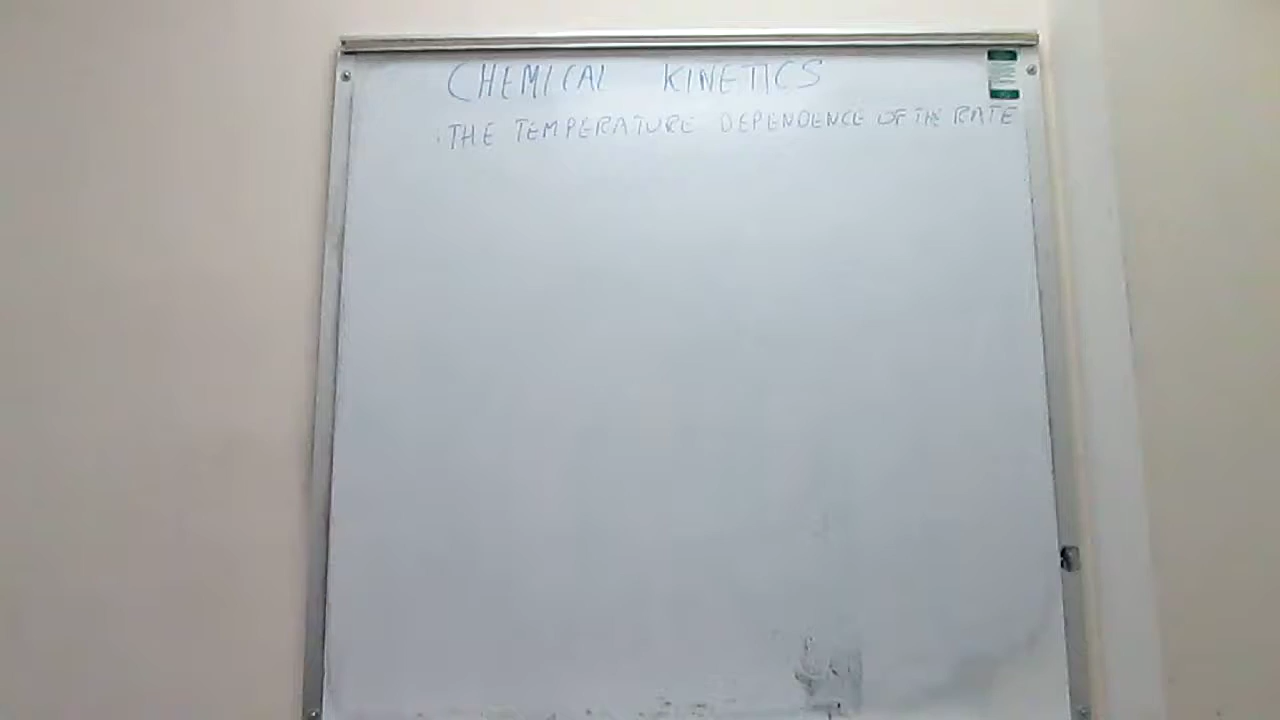 CHEMICAL KINETICS
THE TEMPERATURE DEPENDENCE OF THE RATE